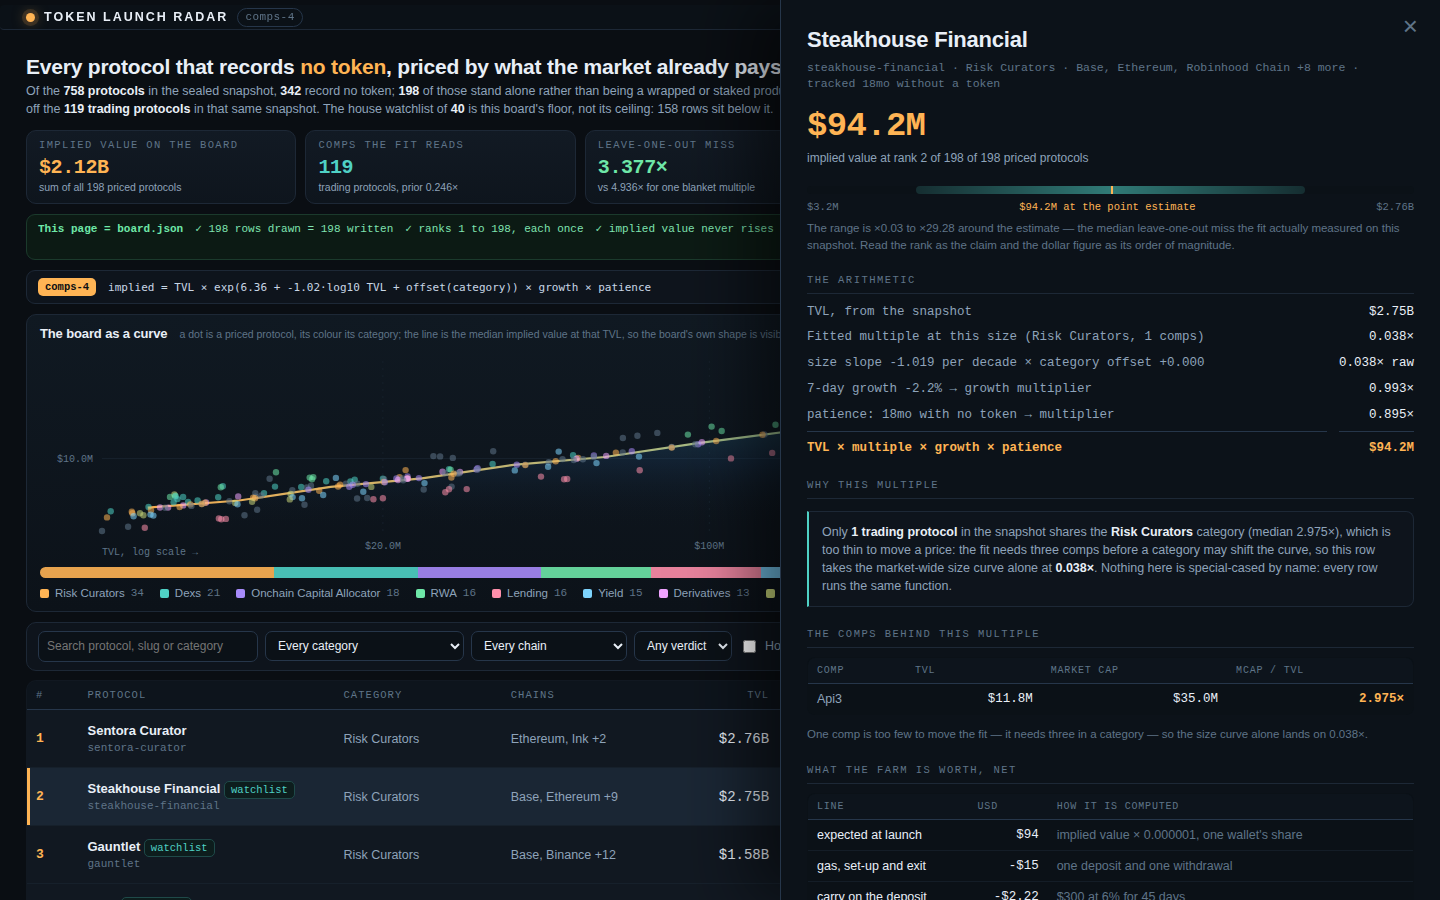 TOKEN LAUNCH RADAR comps-4
Every protocol that records no token, priced by what the market already pays
Of the 758 protocols in the sealed snapshot, 342 record no token; 198 of those stand alone rather than being a wrapped or staked
off the 119 trading protocols in that same snapshot. The house watchlist of 40 is this board's floor, not its ceiling: 158 rows sit below it.
IMPLIED VALUE ON THE BOARD
$2.12B
sum of all 198 priced protocols
COMPS THE FIT READS
119
trading protocols, prior 0.246×
LEAVE-ONE-OUT MISS
3.377×
vs 4.936× for one blanket multiple
This page = board.json ✓ 198 rows drawn = 198 written ✓ ranks 1 to 198, each once ✓ implied value never rises
comps-4 implied = TVL × exp(6.36 + -1.02·log10 TVL + offset(category)) × growth × patience
The board as a curve a dot is a priced protocol, its colour its category; the line is the median implied value at that TVL, so the board's own shape is
$10.0M
TVL, log scale → $20.0M $100M
Risk Curators 34 Dexs 21 Onchain Capital Allocator 18 RWA 16 Lending 16 Yield 15 Derivatives 13
Search protocol, slug or category Every category Every chain Any verdict
# PROTOCOL CATEGORY CHAINS TVL
1 Sentora Curator Risk Curators Ethereum, Ink +2 $2.76B
sentora-curator
2 Steakhouse Financial watchlist Risk Curators Base, Ethereum +9 $2.75B
steakhouse-financial
3 Gauntlet watchlist Risk Curators Base, Binance +12 $1.58B
gauntlet
✕
Steakhouse Financial
steakhouse-financial · Risk Curators · Base, Ethereum, Robinhood Chain +8 more ·
tracked 18mo without a token
$94.2M
implied value at rank 2 of 198 of 198 priced protocols
$3.2M $94.2M at the point estimate $2.76B
The range is ×0.03 to ×29.28 around the estimate — the median leave-one-out miss the fit actually measured on this
snapshot. Read the rank as the claim and the dollar figure as its order of magnitude.
THE ARITHMETIC
TVL, from the snapshot $2.75B
Fitted multiple at this size (Risk Curators, 1 comps) 0.038×
size slope -1.019 per decade × category offset +0.000 0.038× raw
7-day growth -2.2% → growth multiplier 0.993×
patience: 18mo with no token → multiplier 0.895×
TVL × multiple × growth × patience $94.2M
WHY THIS MULTIPLE
Only 1 trading protocol in the snapshot shares the Risk Curators category (median 2.975×), which is
too thin to move a price: the fit needs three comps before a category may shift the curve, so this row
takes the market-wide size curve alone at 0.038×. Nothing here is special-cased by name: every row
runs the same function.
THE COMPS BEHIND THIS MULTIPLE
COMP TVL MARKET CAP MCAP / TVL
Api3 $11.8M $35.0M 2.975×
One comp is too few to move the fit — it needs three in a category — so the size curve alone lands on 0.038×.
WHAT THE FARM IS WORTH, NET
LINE USD HOW IT IS COMPUTED
expected at launch $94 implied value × 0.000001, one wallet's share
gas, set-up and exit -$15 one deposit and one withdrawal
carry on the deposit -$2.22 $300 at 6% for 45 days